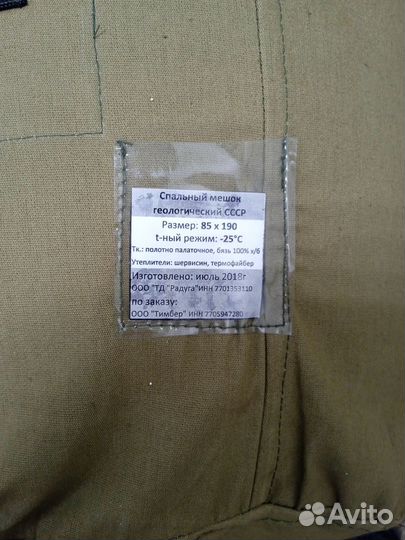 Спальный мешок
геологический СССР
Размер: 85 х 190
t-ный режим: -25°С
Тк.: полотно палаточное, бязь 100% х/б
Утеплители: шервисин, термофайбер
Изготовлено: июль 2018г
ООО "ТД "Радуга"ИНН 7701353110
по заказу:
ООО "Тимбер" ИНН 7705947280
Avito